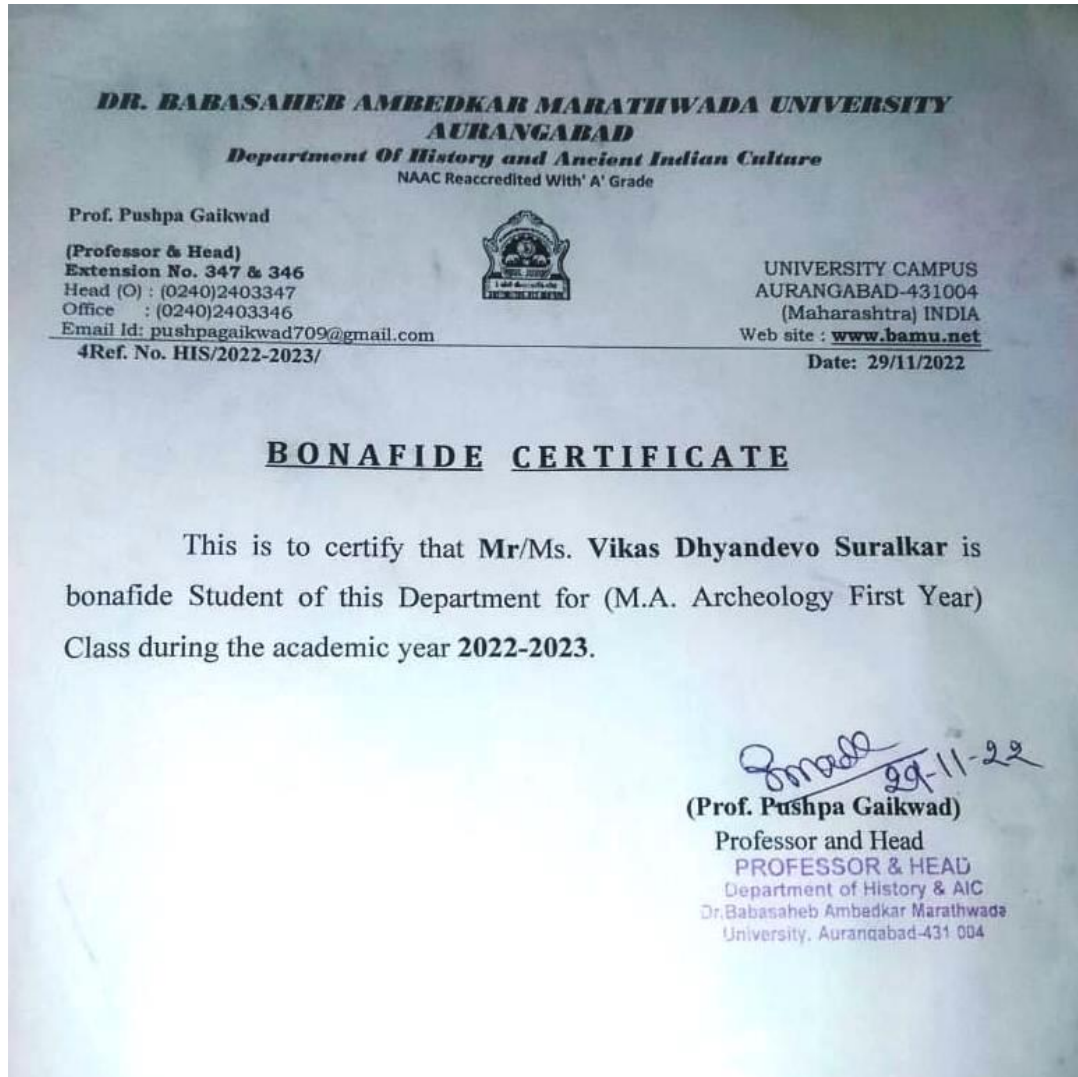 DR. BABASAHEB AMBEDKAR MARATHWADA UNIVERSITY
AURANGABAD
Department Of History and Ancient Indian Culture
NAAC Reaccredited With' A' Grade
Prof. Pushpa Gaikwad
(Professor & Head)
Extension No. 347 & 346
Head (O) : (0240)2403347
Office : (0240)2403346
Email Id: pushpagaikwad709@gmail.com
4Ref. No. HIS/2022-2023/
UNIVERSITY CAMPUS
AURANGABAD-431004
(Maharashtra) INDIA
Web site : www.bamu.net
Date: 29/11/2022
BONAFIDE CERTIFICATE
This is to certify that Mr/Ms. Vikas Dhyandevo Suralkar is
bonafide Student of this Department for (M.A. Archeology First Year)
Class during the academic year 2022-2023.
29-11-22
(Prof. Pushpa Gaikwad)
Professor and Head
PROFESSOR & HEAD
Department of History & AIC
Dr.Babasaheb Ambedkar Marathwada
University, Aurangabad-431 004